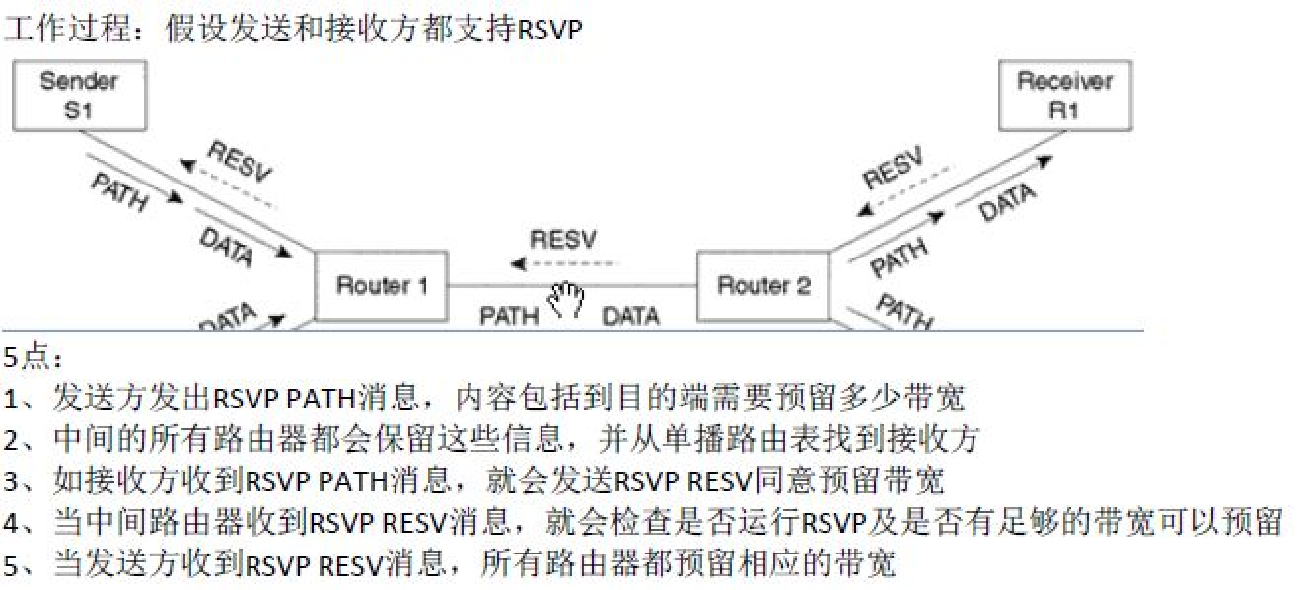 工作过程：假设发送和接收方都支持RSVP
Sender
S1
Receiver
R1
RESV
RESV
PATH
DATA
DATA
RESV
PATH
Router 1
Router 2
DATA
PATH
DATA
PATH
5点：
1、发送方发出RSVP PATH消息，内容包括到目的端需要预留多少带宽
2、中间的所有路由器都会保留这些信息，并从单播路由表找到接收方
3、如接收方收到RSVP PATH消息，就会发送RSVP RESV同意预留带宽
4、当中间路由器收到RSVP RESV消息，就会检查是否运行RSVP及是否有足够的带宽可以预留
5、当发送方收到RSVP RESV消息，所有路由器都预留相应的带宽